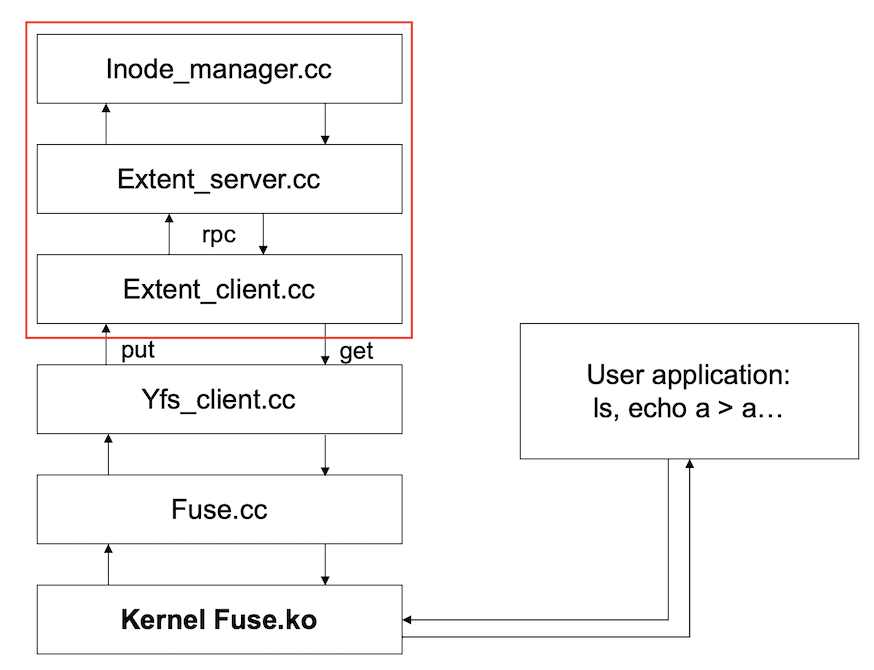 Inode_manager.cc
Extent_server.cc
rpc
Extent_client.cc
put
get
Yfs_client.cc
User application:
ls, echo a > a…
Fuse.cc
Kernel Fuse.ko